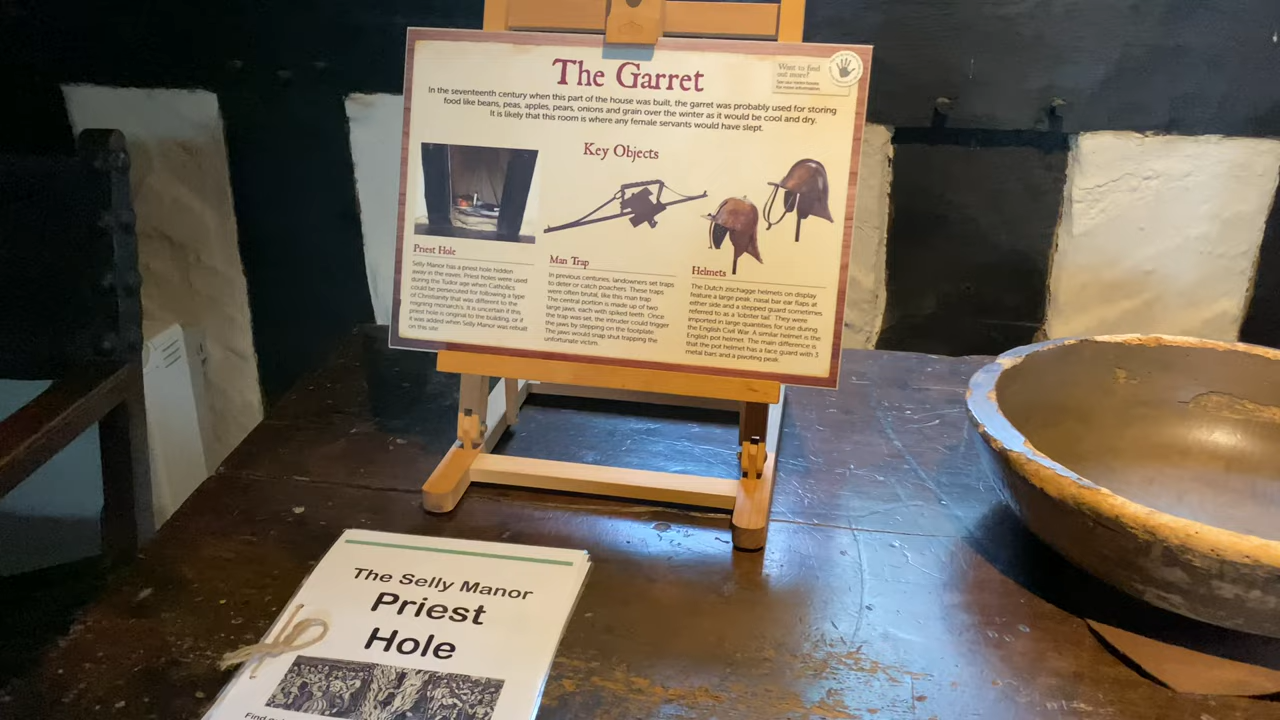 The Garret
Want to find
out more?
See our room books
for more information.
In the seventeenth century when this part of the house was built, the garret was probably used for storing
food like beans, peas, apples, pears, onions and grain over the winter as it would be cool and dry.
It is likely that this room is where any female servants would have slept.
Key Objects
Priest Hole
Selly Manor has a priest hole hidden
away in the eaves. Priest holes were used
during the Tudor age when Catholics
could be persecuted for following a type
of Christianity that was different to the
reigning monarch's. It is uncertain if this
priest hole is original to the building, or if
it was added when Selly Manor was rebuilt
on this site.
Man Trap
In previous centuries, landowners set traps
to deter or catch poachers. These traps
were often brutal, like this man trap.
The central portion is made up of two
large jaws, each with spiked teeth. Once
the trap was set, the intruder could trigger
the jaws by stepping on the footplate.
The jaws would snap shut trapping the
unfortunate victim.
Helmets
The Dutch zischagge helmets on display
feature a large peak, nasal bar ear flaps at
either side and a stepped guard sometimes
referred to as a 'lobster tail'. They were
imported in large quantities for use during
the English Civil War. A similar helmet is the
English pot helmet. The main difference is
that the pot helmet has a face guard with 3
metal bars and a pivoting peak.
The Selly Manor
Priest
Hole